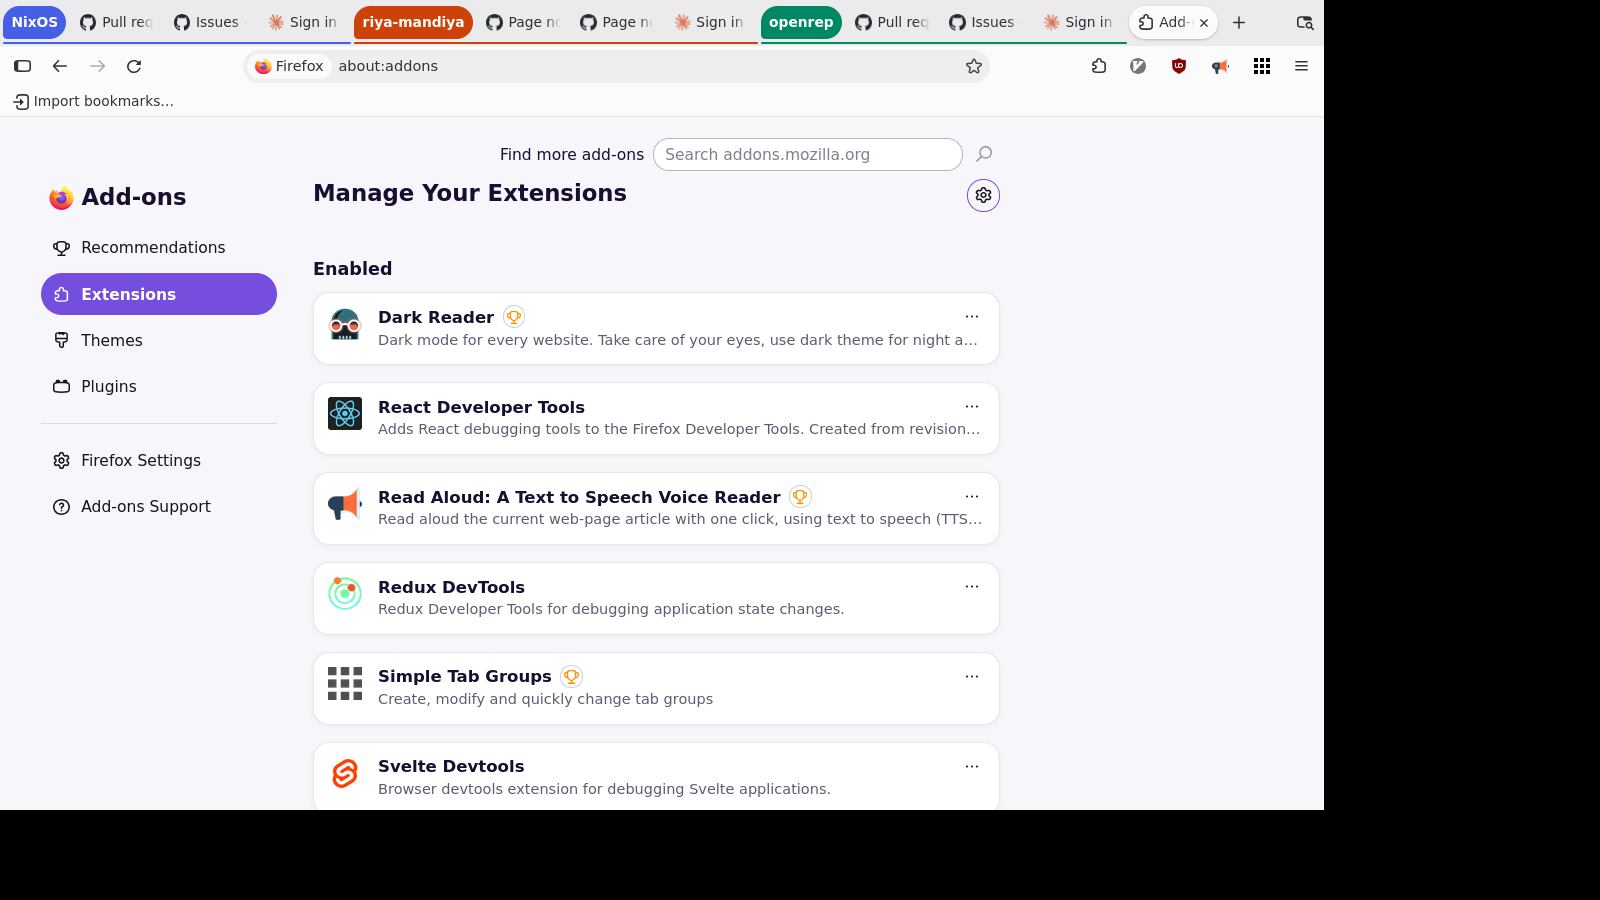 NixOS
Pull req
Issues
Sign in
riya-mandiya
Page n
Page n
Sign in
openrep
Pull req
Issues
Sign in
Add-
Firefox
about:addons
Import bookmarks…
Find more add-ons
Search addons.mozilla.org
Add-ons
Manage Your Extensions
Recommendations
Extensions
Themes
Plugins
Firefox Settings
Add-ons Support
Enabled
Dark Reader
Dark mode for every website. Take care of your eyes, use dark theme for night a…
React Developer Tools
Adds React debugging tools to the Firefox Developer Tools. Created from revision…
Read Aloud: A Text to Speech Voice Reader
Read aloud the current web-page article with one click, using text to speech (TTS…
Redux DevTools
Redux Developer Tools for debugging application state changes.
Simple Tab Groups
Create, modify and quickly change tab groups
Svelte Devtools
Browser devtools extension for debugging Svelte applications.